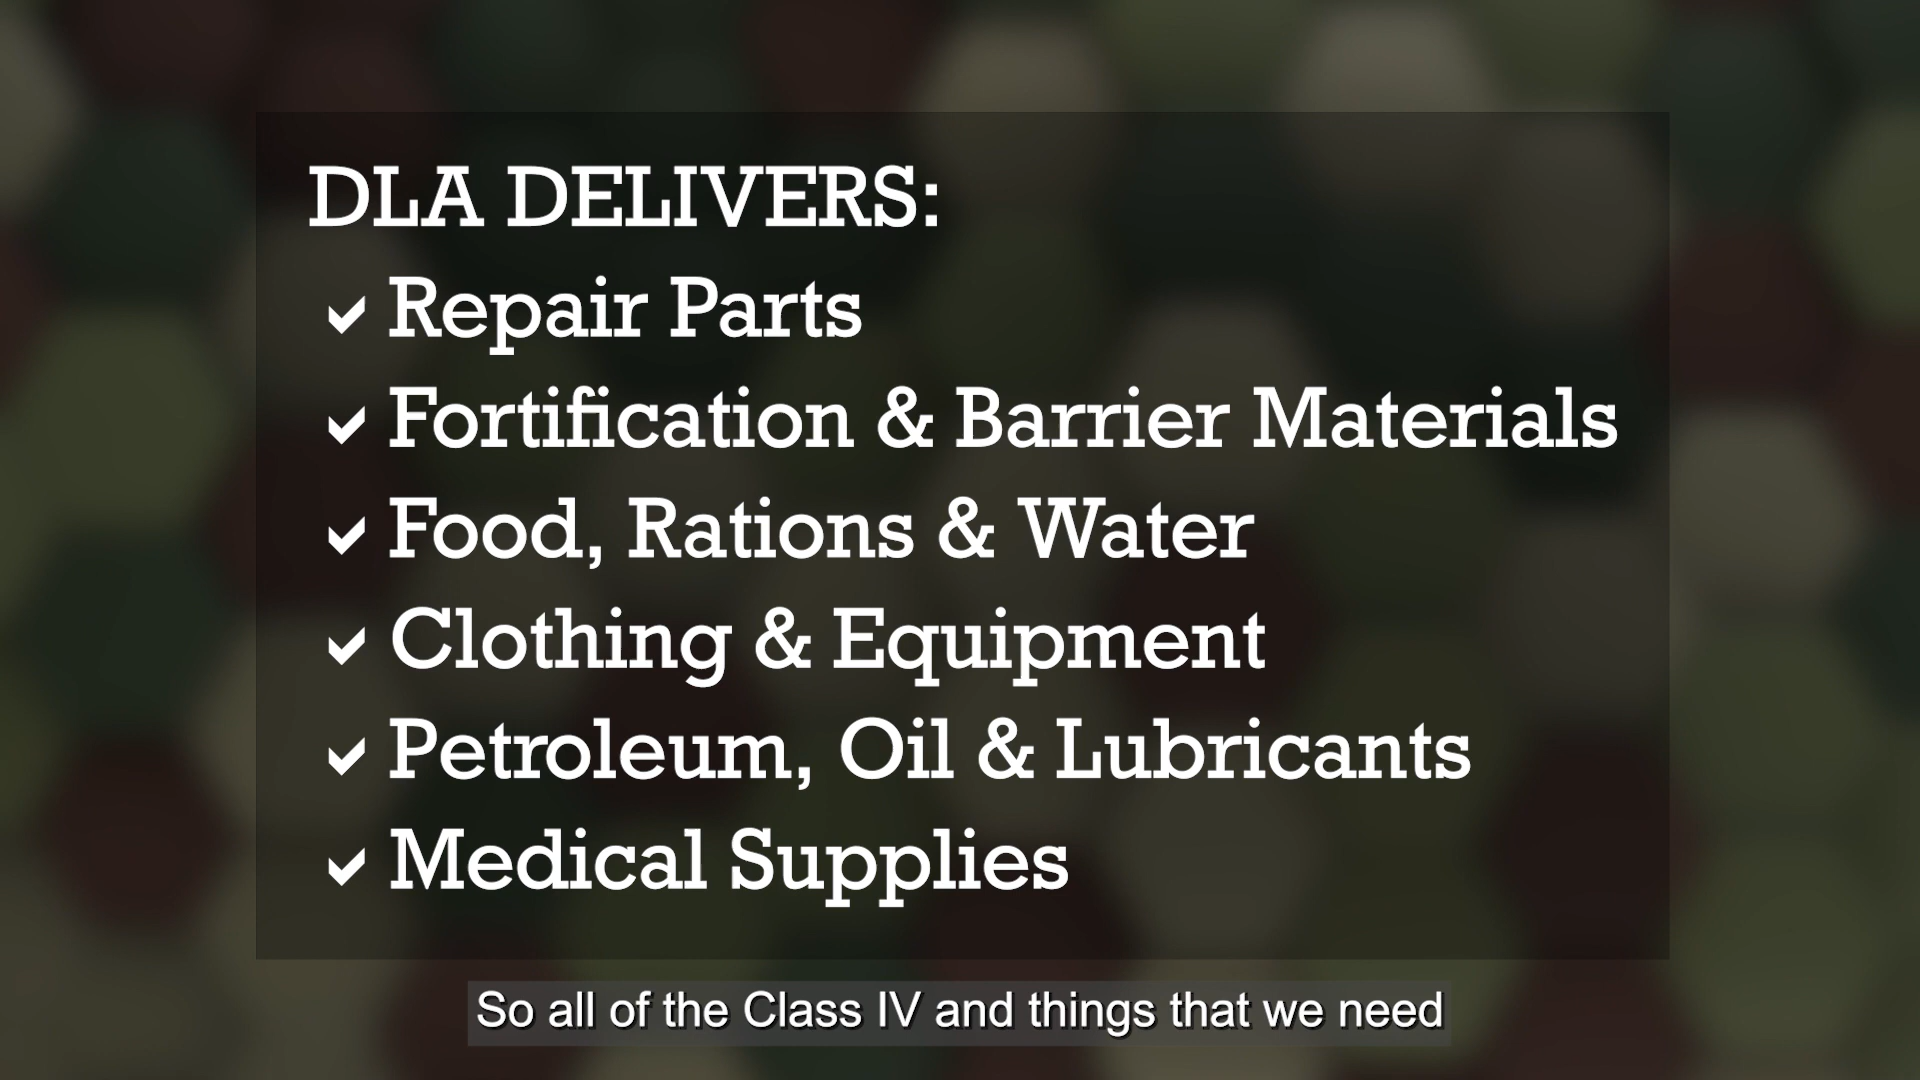 DLA DELIVERS:
Repair Parts
Fortification & Barrier Materials
Food, Rations & Water
Clothing & Equipment
Petroleum, Oil & Lubricants
Medical Supplies
So all of the Class IV and things that we need